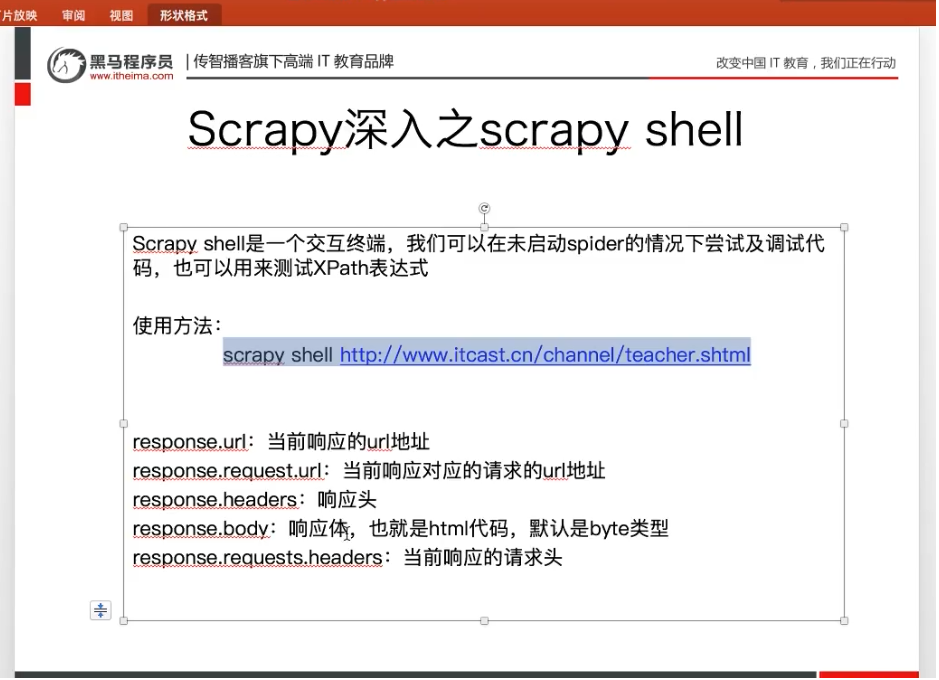 片放映 审阅 视图 形状格式
黑马程序员 | 传智播客旗下高端 IT 教育品牌
www.itheima.com
改变中国 IT 教育，我们正在行动
Scrapy深入之scrapy shell
Scrapy shell是一个交互终端，我们可以在未启动spider的情况下尝试及调试代
码，也可以用来测试XPath表达式
使用方法：
scrapy shell http://www.itcast.cn/channel/teacher.shtml
response.url：当前响应的url地址
response.request.url：当前响应对应的请求的url地址
response.headers：响应头
response.body：响应体，也就是html代码，默认是byte类型
response.requests.headers：当前响应的请求头